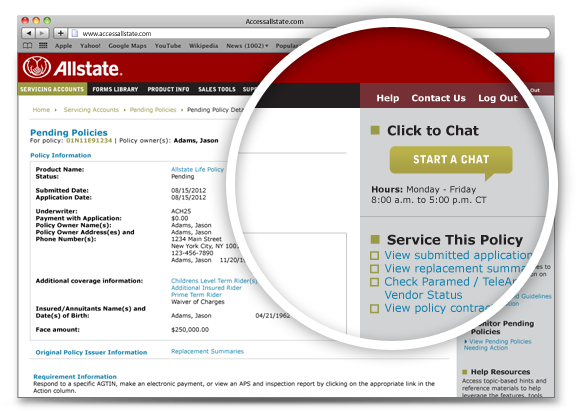 Accessallstate.com
www.accessallstate.com
Apple Yahoo! Google Maps YouTube Wikipedia News (1002) Popular
Allstate.
SERVICING ACCOUNTS FORMS LIBRARY PRODUCT INFO SALES TOOLS
Help Contact Us Log Out
Out
Home Servicing Accounts Pending Policies Pending Policy
Pending Policies
For policy: 01N11E91234 | Policy owner(s): Adams, Jason
Policy Information
Product Name: Allstate Life Policy
Status: Pending
Submitted Date: 08/15/2012
Application Date: 08/15/2012
Underwriter: ACH25
Payment with Application: $0.00
Policy Owner Name(s): Adams, Jason
Policy Owner Address(es) and Adams, Jason
Phone Number(s): 1234 Main Street
New York City, NY
123-456-7890
Adams, Jason
Additional coverage information: Childrens Level Term Rider(s)
Additional Insured Rider
Prime Term Rider
Waiver of Charges
Insured/Annuitants Name(s) and
Date(s) of Birth: Adams, Jason 04/21/1962
Face amount: $250,000.00
Original Policy Issuer Information Replacement Summaries
Requirement Information
Respond to a specific AGTIN, make an electronic payment, or view an APS and inspection report by clicking on the appropriate link in the
Action column.
Click to Chat
START A CHAT
Hours: Monday - Friday
8:00 a.m. to 5:00 p.m. CT
Service This Policy
View submitted application
View replacement
Check Paramed /
Vendor Status
View policy
Guidelines
Pending
Policies
View Pending Policies
Needing Action
Help Resources
Access topic-based hints and
reference materials to help
leverage the features, tools